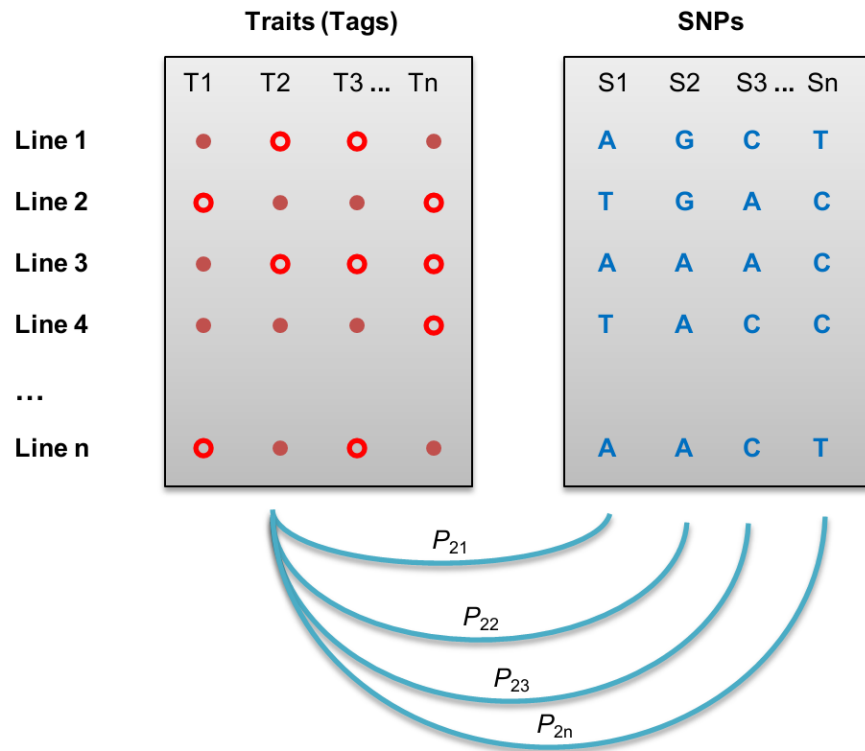 Traits (Tags) SNPs
T1 T2 T3 ... Tn S1 S2 S3 ... Sn
Line 1 A G C T
Line 2 T G A C
Line 3 A A A C
Line 4 T A C C
...
Line n A A C T
P21
P22
P23
P2n